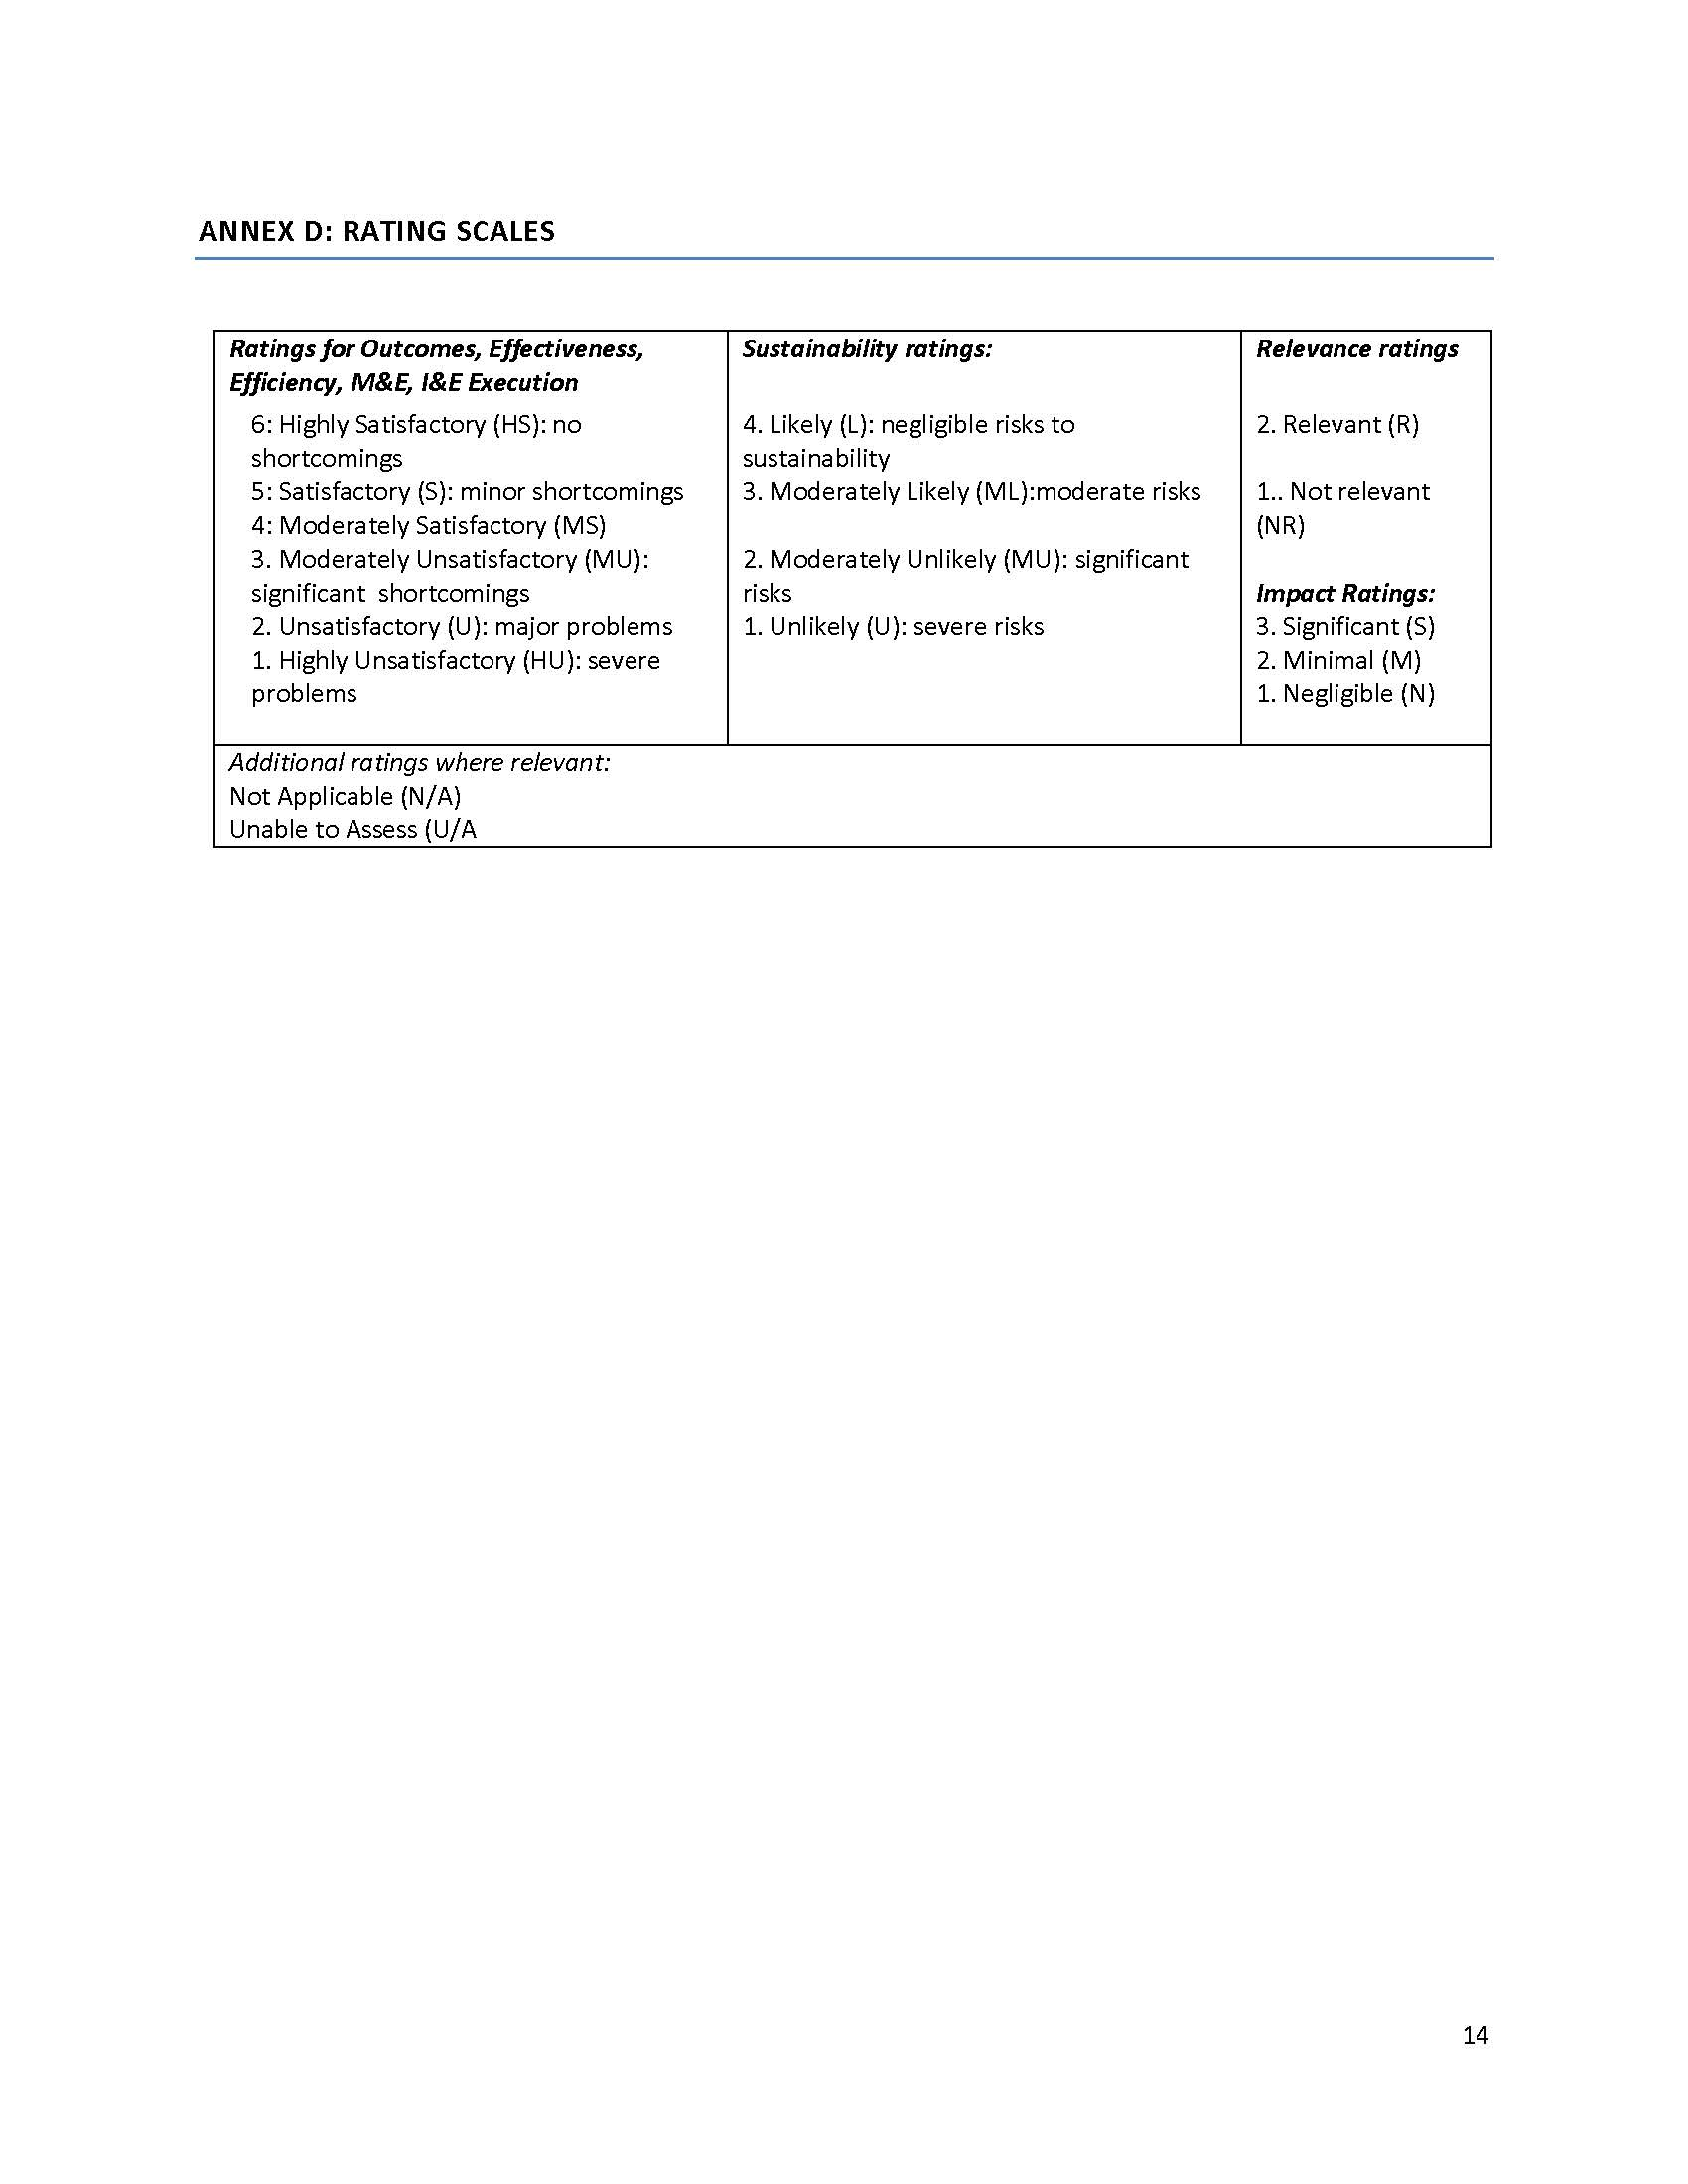 ANNEX D: RATING SCALES
Ratings for Outcomes, Effectiveness,
Efficiency, M&E, I&E Execution
6: Highly Satisfactory (HS): no
shortcomings
5: Satisfactory (S): minor shortcomings
4: Moderately Satisfactory (MS)
3. Moderately Unsatisfactory (MU):
significant  shortcomings
2. Unsatisfactory (U): major problems
1. Highly Unsatisfactory (HU): severe
problems
Sustainability ratings:
4. Likely (L): negligible risks to
sustainability
3. Moderately Likely (ML):moderate risks
2. Moderately Unlikely (MU): significant
risks
1. Unlikely (U): severe risks
Relevance ratings
2. Relevant (R)
1.. Not relevant
(NR)
Impact Ratings:
3. Significant (S)
2. Minimal (M)
1. Negligible (N)
Additional ratings where relevant:
Not Applicable (N/A)
Unable to Assess (U/A
14